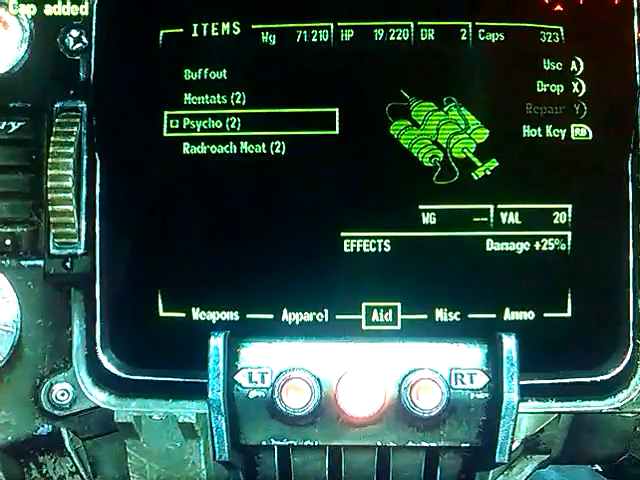 Cap added
ITEMS Wg 71 210 HP 19 220 DR 2 Caps 323
Buffout
Mentats (2)
Psycho (2)
Radroach Meat (2)
Use A)
Drop X)
Repair Y)
Hot Key RB
WG -- VAL 20
EFFECTS Damage +25%
Weapons Apparel Aid Misc Ammo
LT RT